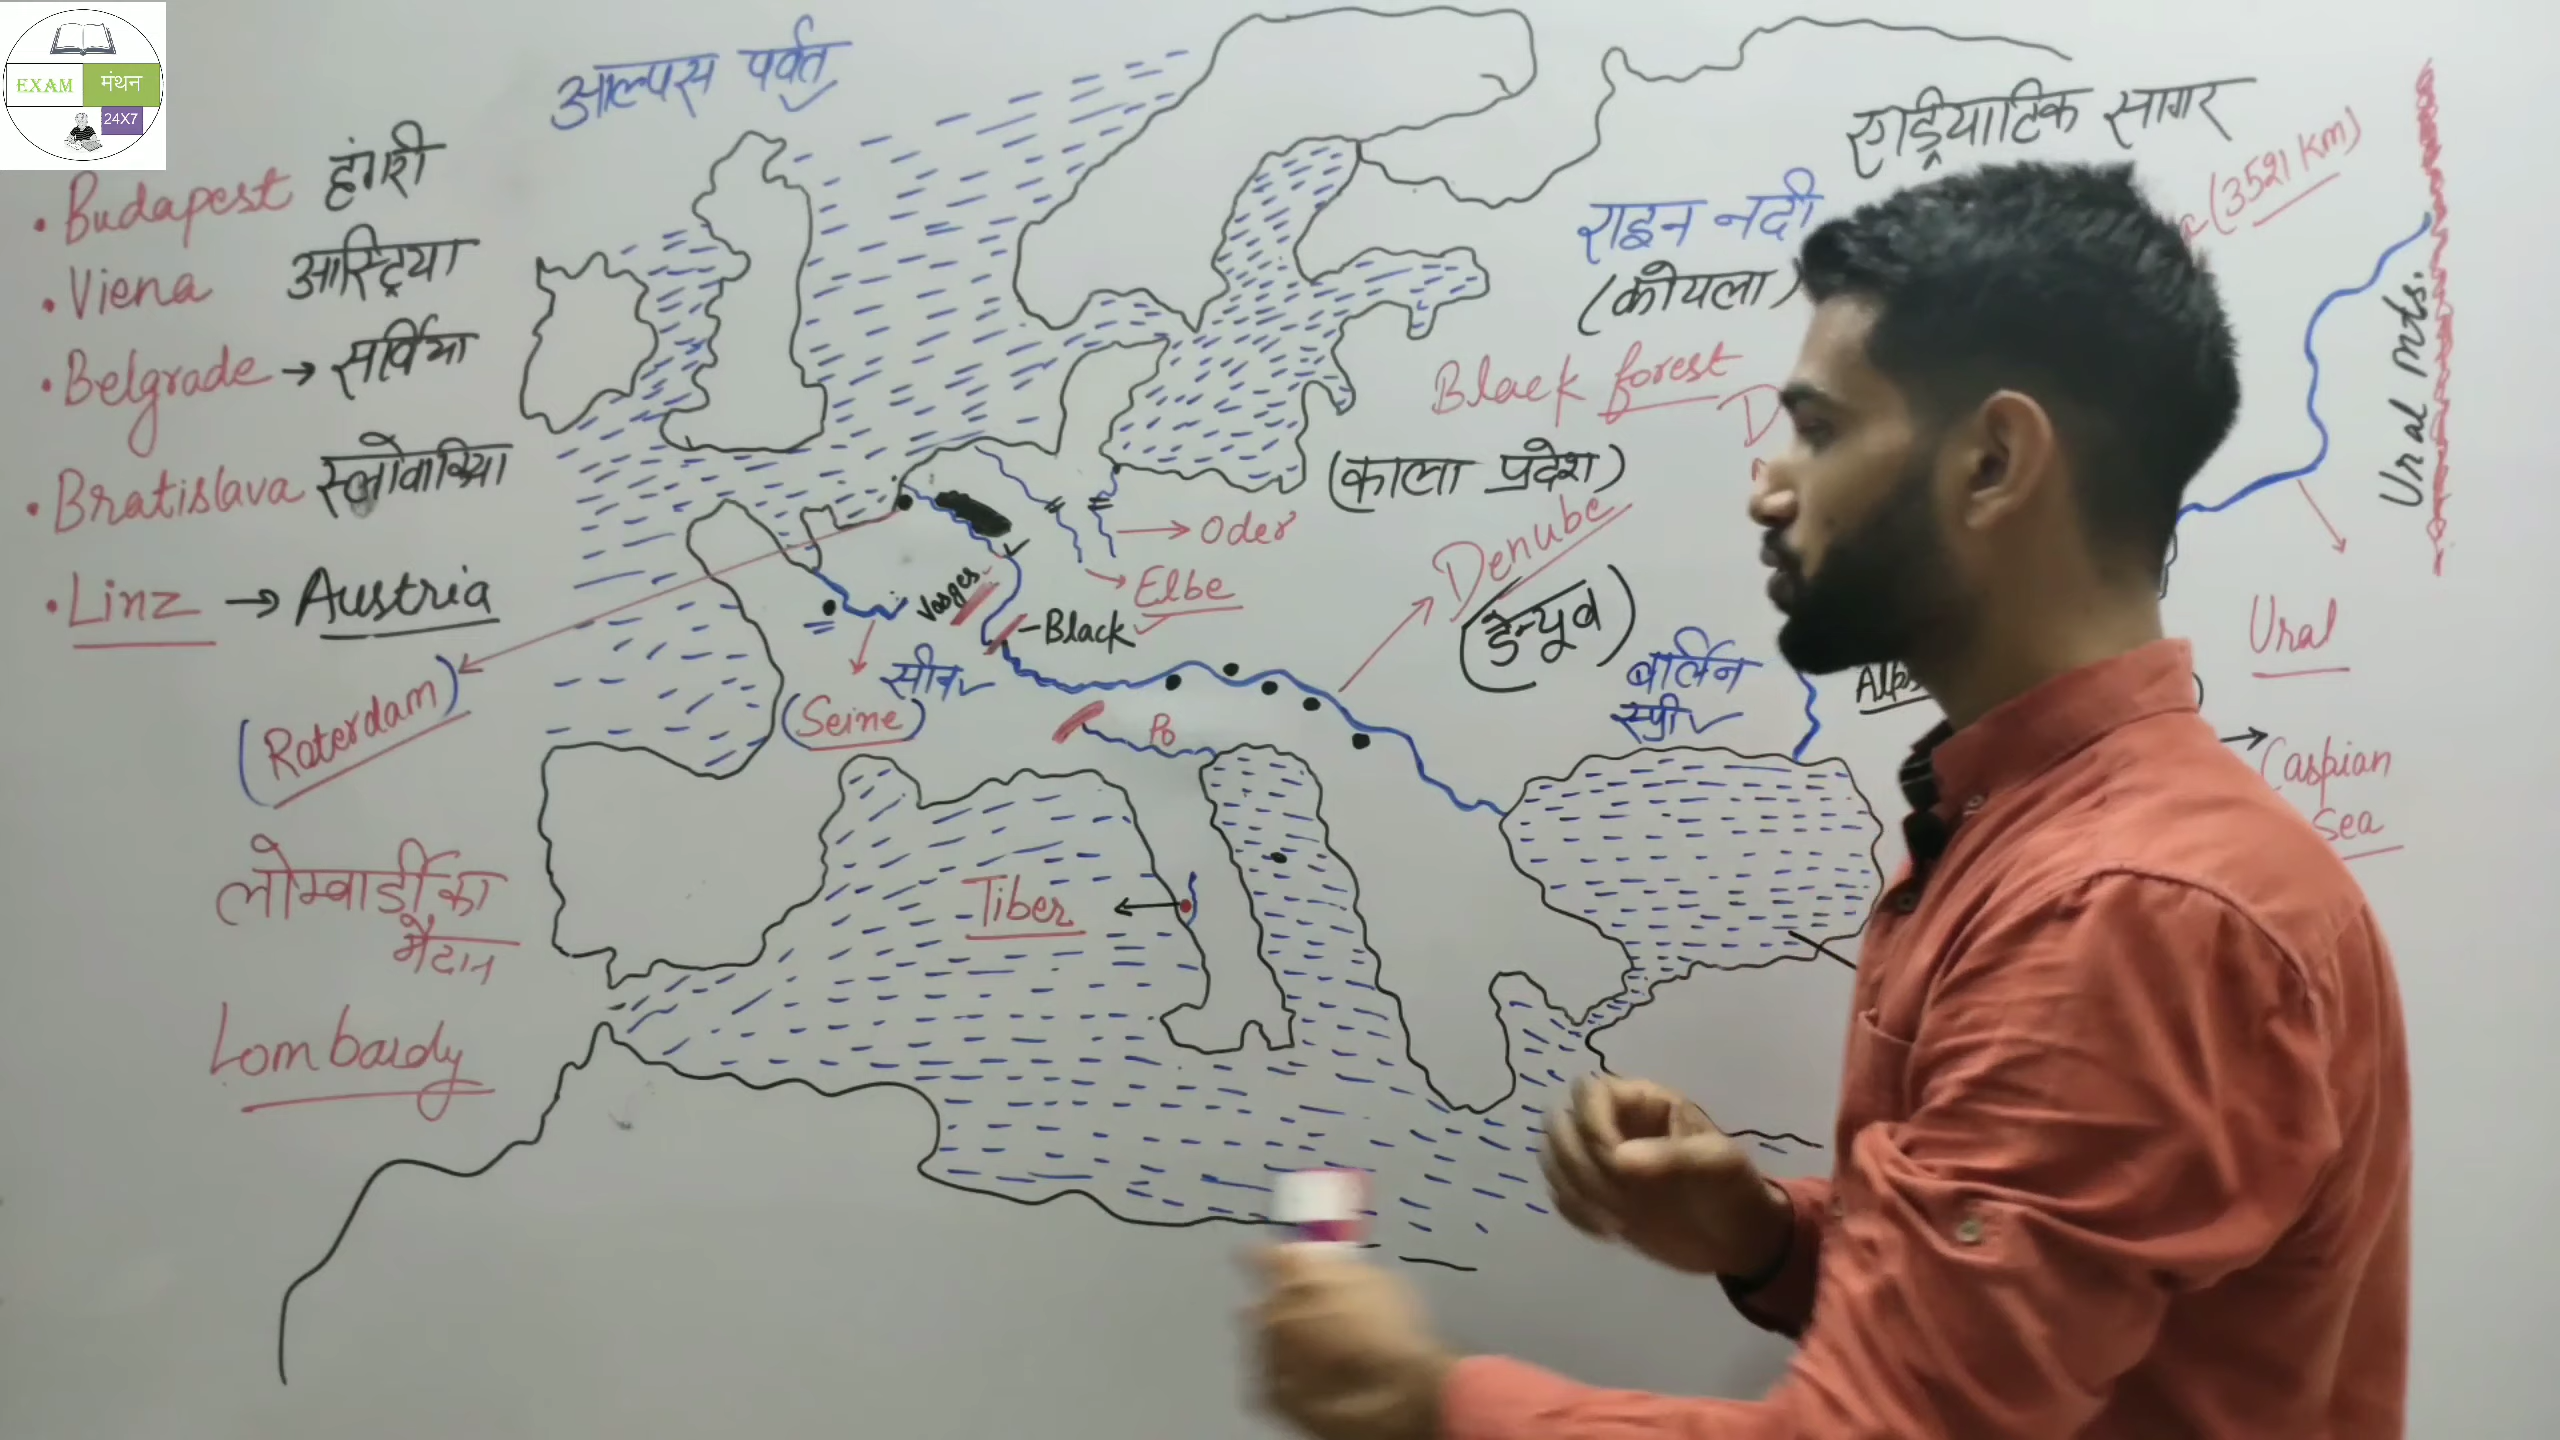 EXAM मंथन
24X7
आल्पस पर्वत
• Budapest हंगरी
• Viena आस्ट्रिया
• Belgrade → सर्विया
• Bratislava स्लोवाकिया
• Linz → Austria
(Roterdam)
लोम्बार्डी का
मैदान
Lombardy
एड्रियाटिक सागर
(3521 Km)
राइन नदी
(कोयला)
Black forest
(काला प्रदेश)
Oder
Elbe
Vosges
- Black
Denube
(डेन्यूब)
बर्लिन
स्प्री
सीन
(Seine)
Po
Tiber
Ural mts.
Ural
Caspian
Sea